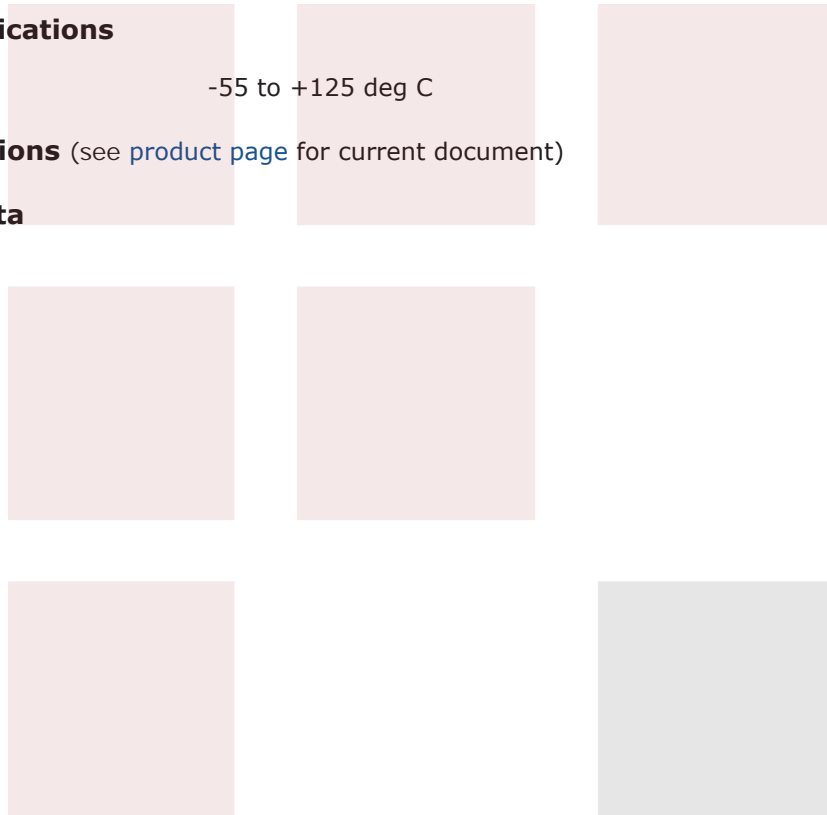 ications
-55 to +125 deg C
ions (see product page for current document)
ta